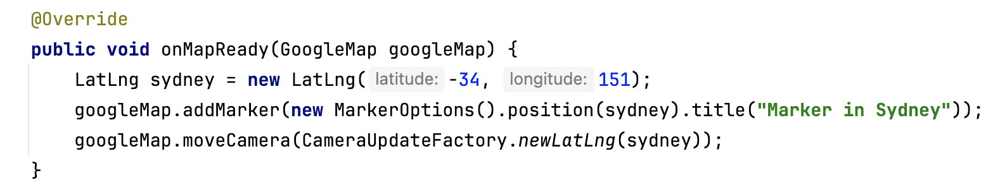 @Override
public void onMapReady(GoogleMap googleMap) {
    LatLng sydney = new LatLng( latitude: -34, longitude: 151);
    googleMap.addMarker(new MarkerOptions().position(sydney).title("Marker in Sydney"));
    googleMap.moveCamera(CameraUpdateFactory.newLatLng(sydney));
}